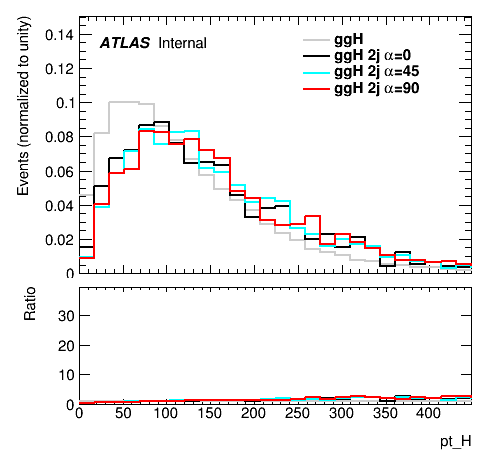 0.14
ATLAS Internal
ggH
ggH 2j α=0
ggH 2j α=45
ggH 2j α=90
0.12
0.1
0.08
0.06
0.04
0.02
0
Events (normalized to unity)
Ratio
30
20
10
0
0 50 100 150 200 250 300 350 400
pt_H